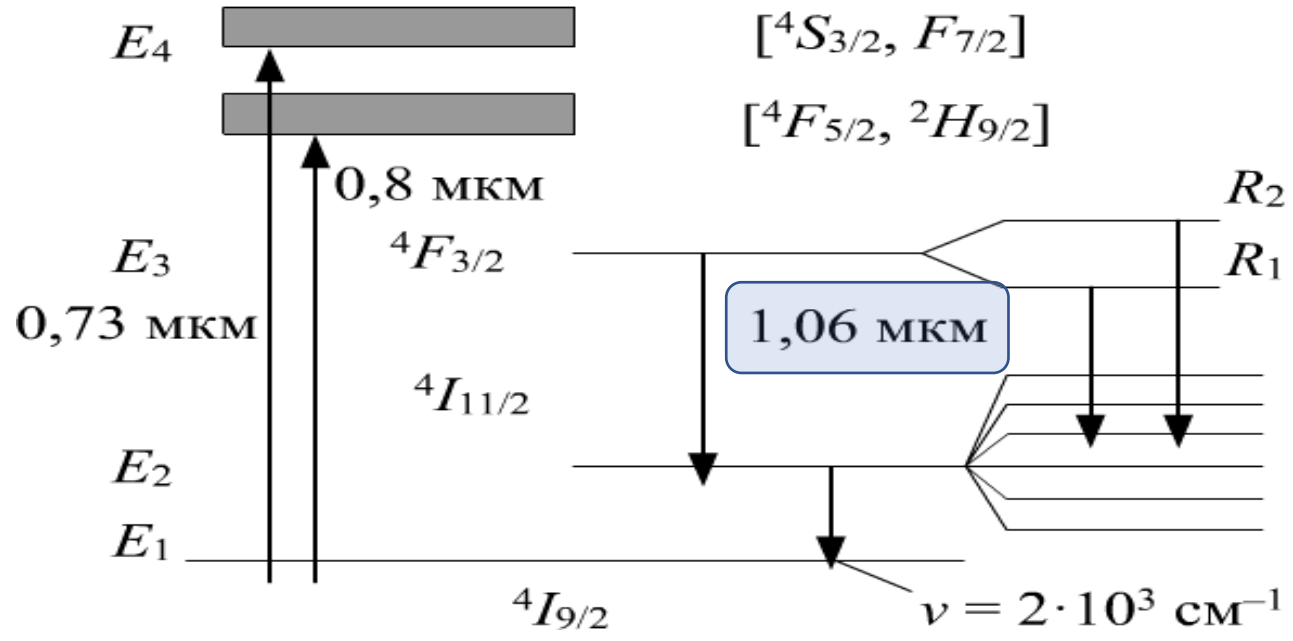 E₄ [⁴S₃/₂, F₇/₂]
[⁴F₅/₂, ²H₉/₂]
0,8 мкм
R₂
E₃ ⁴F₃/₂ R₁
0,73 мкм 1,06 мкм
⁴I₁₁/₂
E₂
E₁
⁴I₉/₂ ν = 2·10³ см⁻¹